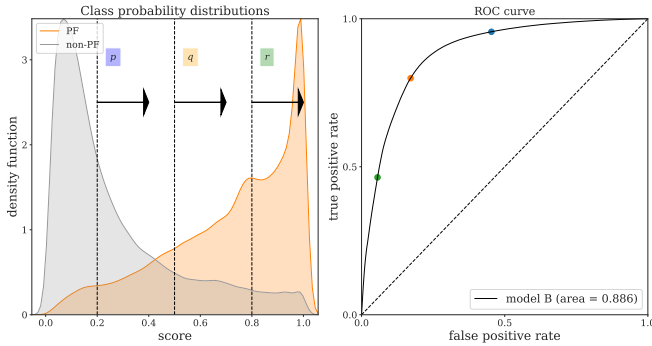 Class probability distributions
PF
non-PF
p
q
r
density function
3
2
1
0
0.0
0.2
0.4
0.6
0.8
1.0
score
ROC curve
true positive rate
1.0
0.5
0.0
0.0
0.5
1.0
false positive rate
model B (area = 0.886)